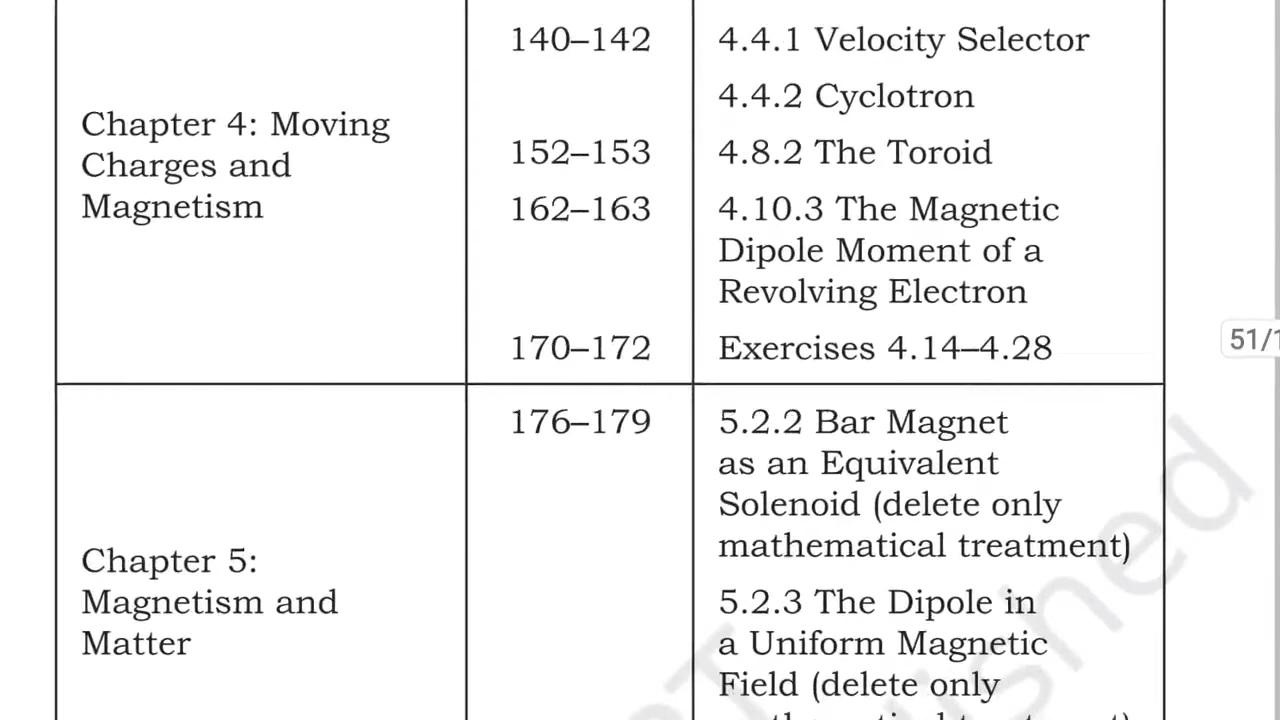 140–142 4.4.1 Velocity Selector
4.4.2 Cyclotron
Chapter 4: Moving
Charges and
Magnetism
152–153 4.8.2 The Toroid
162–163 4.10.3 The Magnetic
Dipole Moment of a
Revolving Electron
170–172 Exercises 4.14–4.28
51/1
176–179 5.2.2 Bar Magnet
as an Equivalent
Solenoid (delete only
mathematical treatment)
Chapter 5:
Magnetism and
Matter
5.2.3 The Dipole in
a Uniform Magnetic
Field (delete only